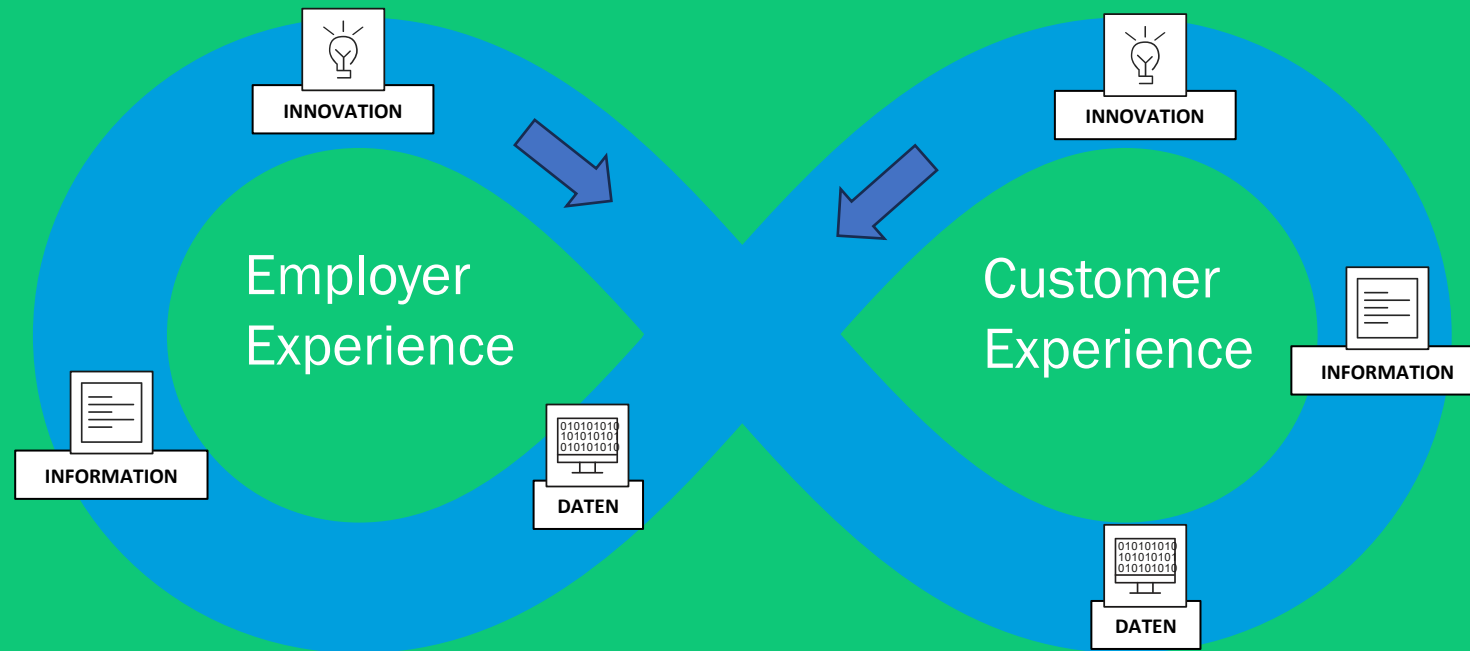 INNOVATION
INNOVATION
Employer
Experience
Customer
Experience
INFORMATION
INFORMATION
010101010
101010101
010101010
DATEN
010101010
101010101
010101010
DATEN